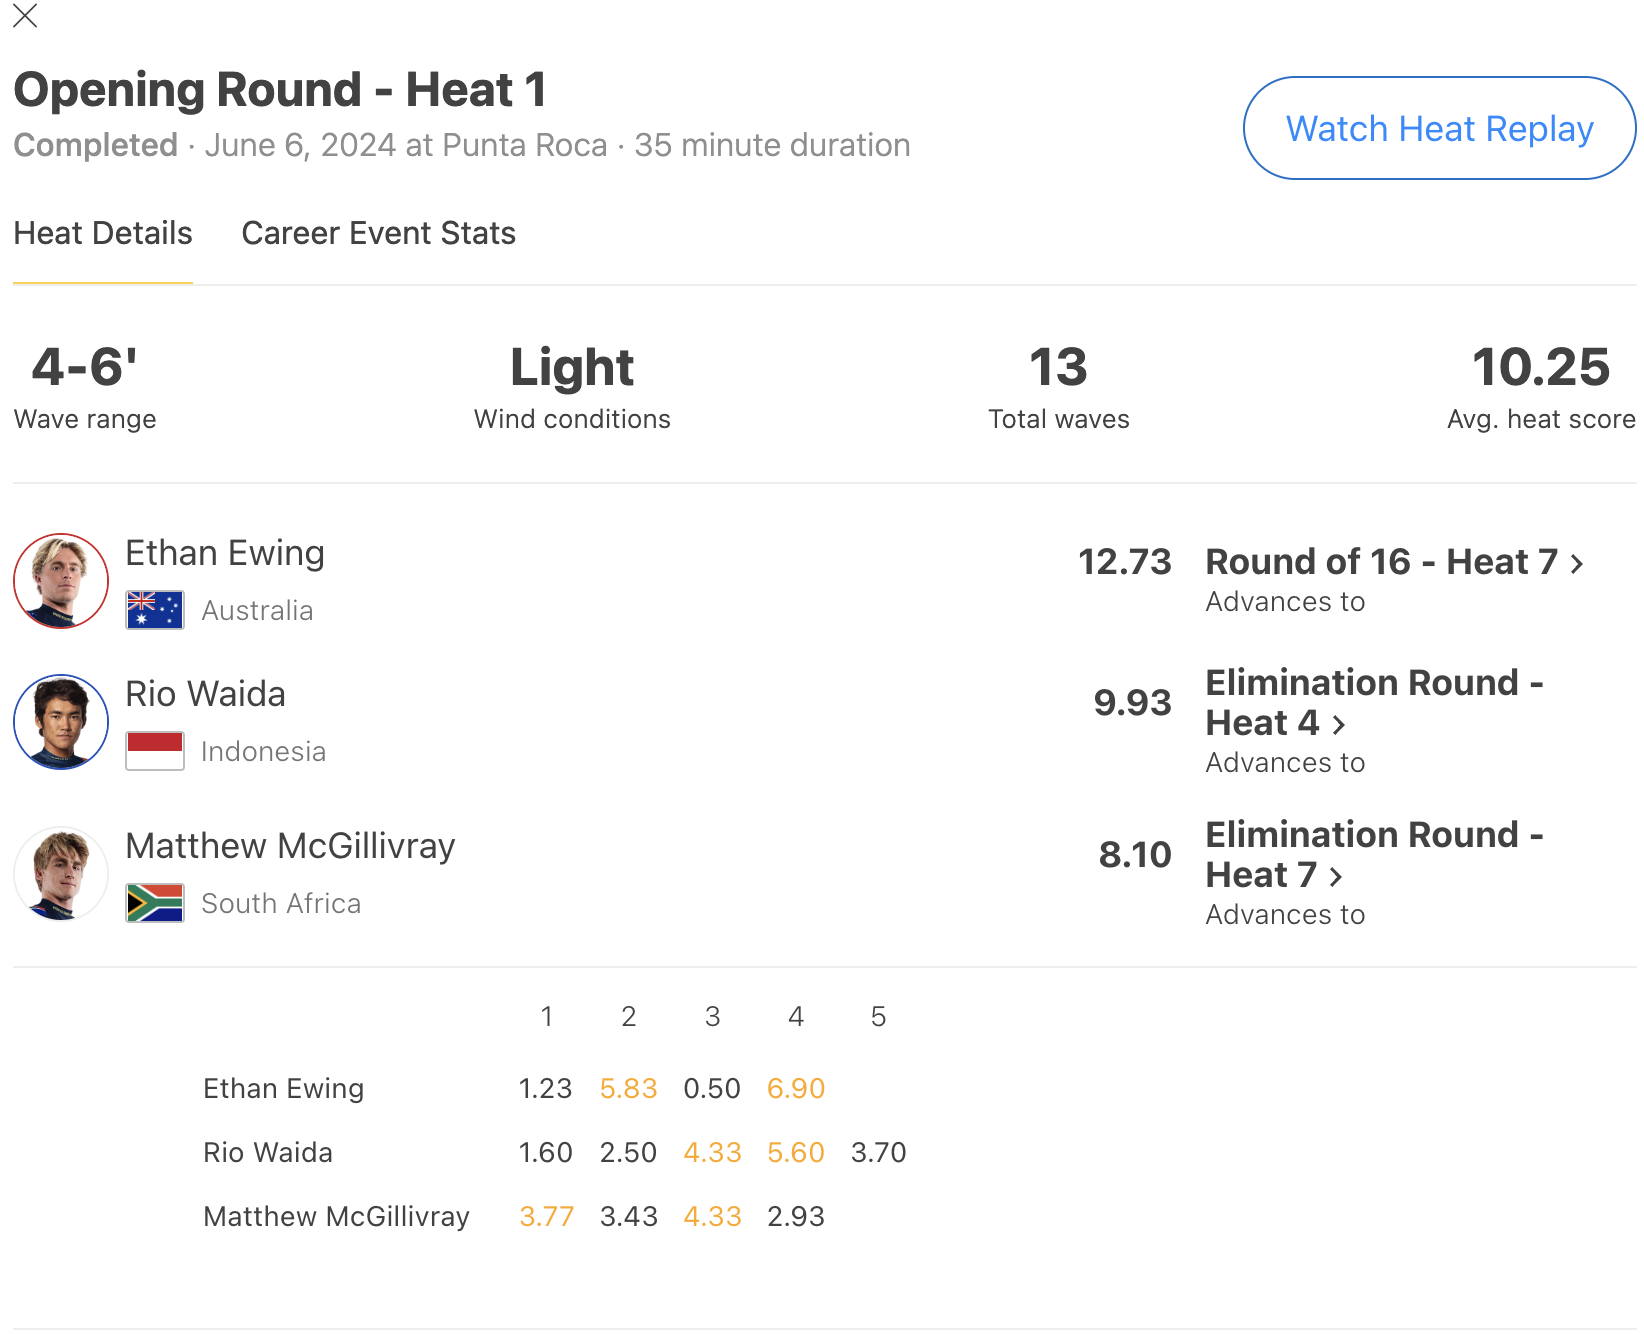 Opening Round - Heat 1
Completed · June 6, 2024 at Punta Roca · 35 minute duration
Watch Heat Replay
Heat Details Career Event Stats
4-6' Light 13 10.25
Wave range Wind conditions Total waves Avg. heat score
Ethan Ewing
Australia
12.73
Round of 16 - Heat 7 ›
Advances to
Rio Waida
Indonesia
9.93
Elimination Round -
Heat 4 ›
Advances to
Matthew McGillivray
South Africa
8.10
Elimination Round -
Heat 7 ›
Advances to
1 2 3 4 5
Ethan Ewing 1.23 5.83 0.50 6.90
Rio Waida 1.60 2.50 4.33 5.60 3.70
Matthew McGillivray 3.77 3.43 4.33 2.93